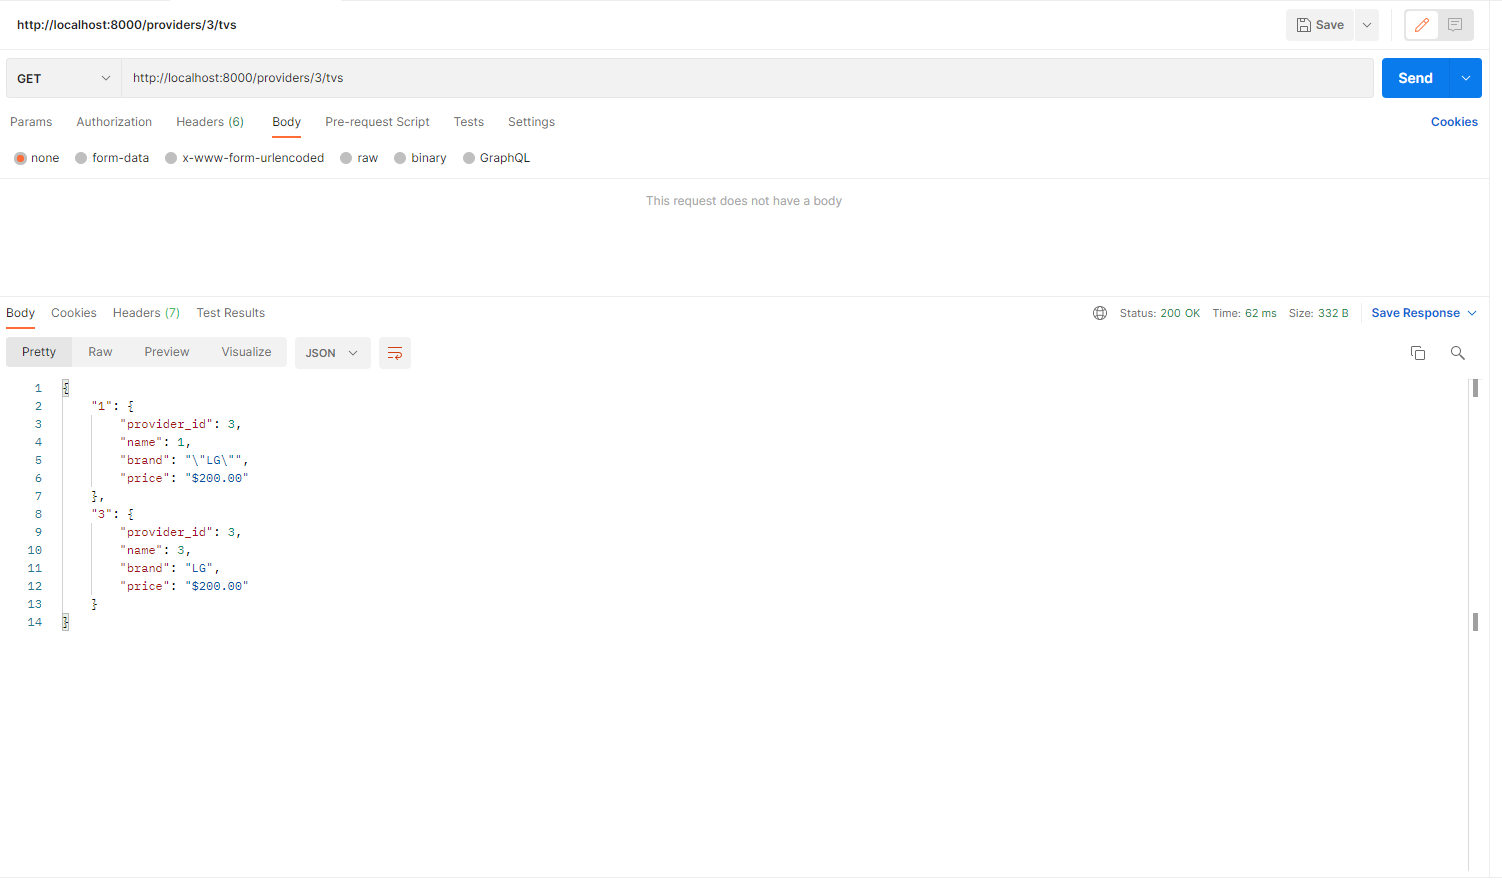 http://localhost:8000/providers/3/tvs
Save
GET
http://localhost:8000/providers/3/tvs
Send
Params Authorization Headers (6) Body Pre-request Script Tests Settings Cookies
none form-data x-www-form-urlencoded raw binary GraphQL
This request does not have a body
Body Cookies Headers (7) Test Results Status: 200 OK Time: 62 ms Size: 332 B Save Response
Pretty Raw Preview Visualize JSON
1 {
2 "1": {
3 "provider_id": 3,
4 "name": 1,
5 "brand": "\"LG\"",
6 "price": "$200.00"
7 },
8 "3": {
9 "provider_id": 3,
10 "name": 3,
11 "brand": "LG",
12 "price": "$200.00"
13 }
14 }